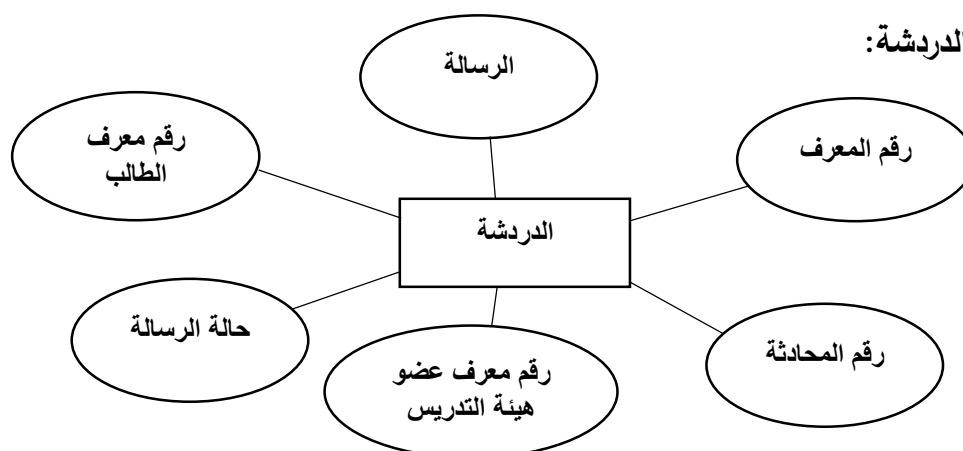 الدردشة:
الرسالة
رقم المعرف
رقم معرف
الطالب
الدردشة
حالة الرسالة
رقم معرف عضو
هيئة التدريس
رقم المحادثة